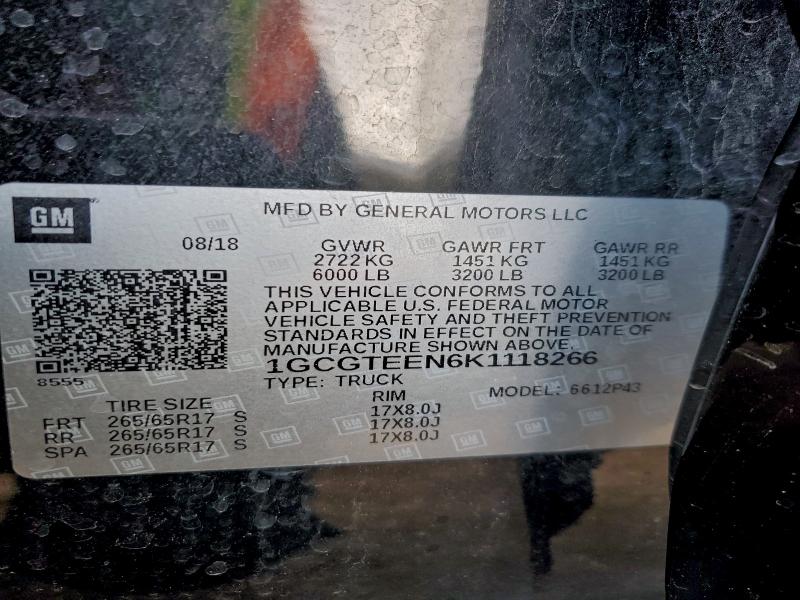 GM
MFD BY GENERAL MOTORS LLC
08/18 GVWR GAWR FRT GAWR RR
2722 KG 1451 KG 1451 KG
6000 LB 3200 LB 3200 LB
THIS VEHICLE CONFORMS TO ALL
APPLICABLE U.S. FEDERAL MOTOR
VEHICLE SAFETY AND THEFT PREVENTION
STANDARDS IN EFFECT ON THE DATE OF
MANUFACTURE SHOWN ABOVE.
1GCGTEEN6K1118266
8555
TYPE: TRUCK MODEL: 6612P43
TIRE SIZE RIM
FRT 265/65R17 S 17X8.0J
RR 265/65R17 S 17X8.0J
SPA 265/65R17 S 17X8.0J